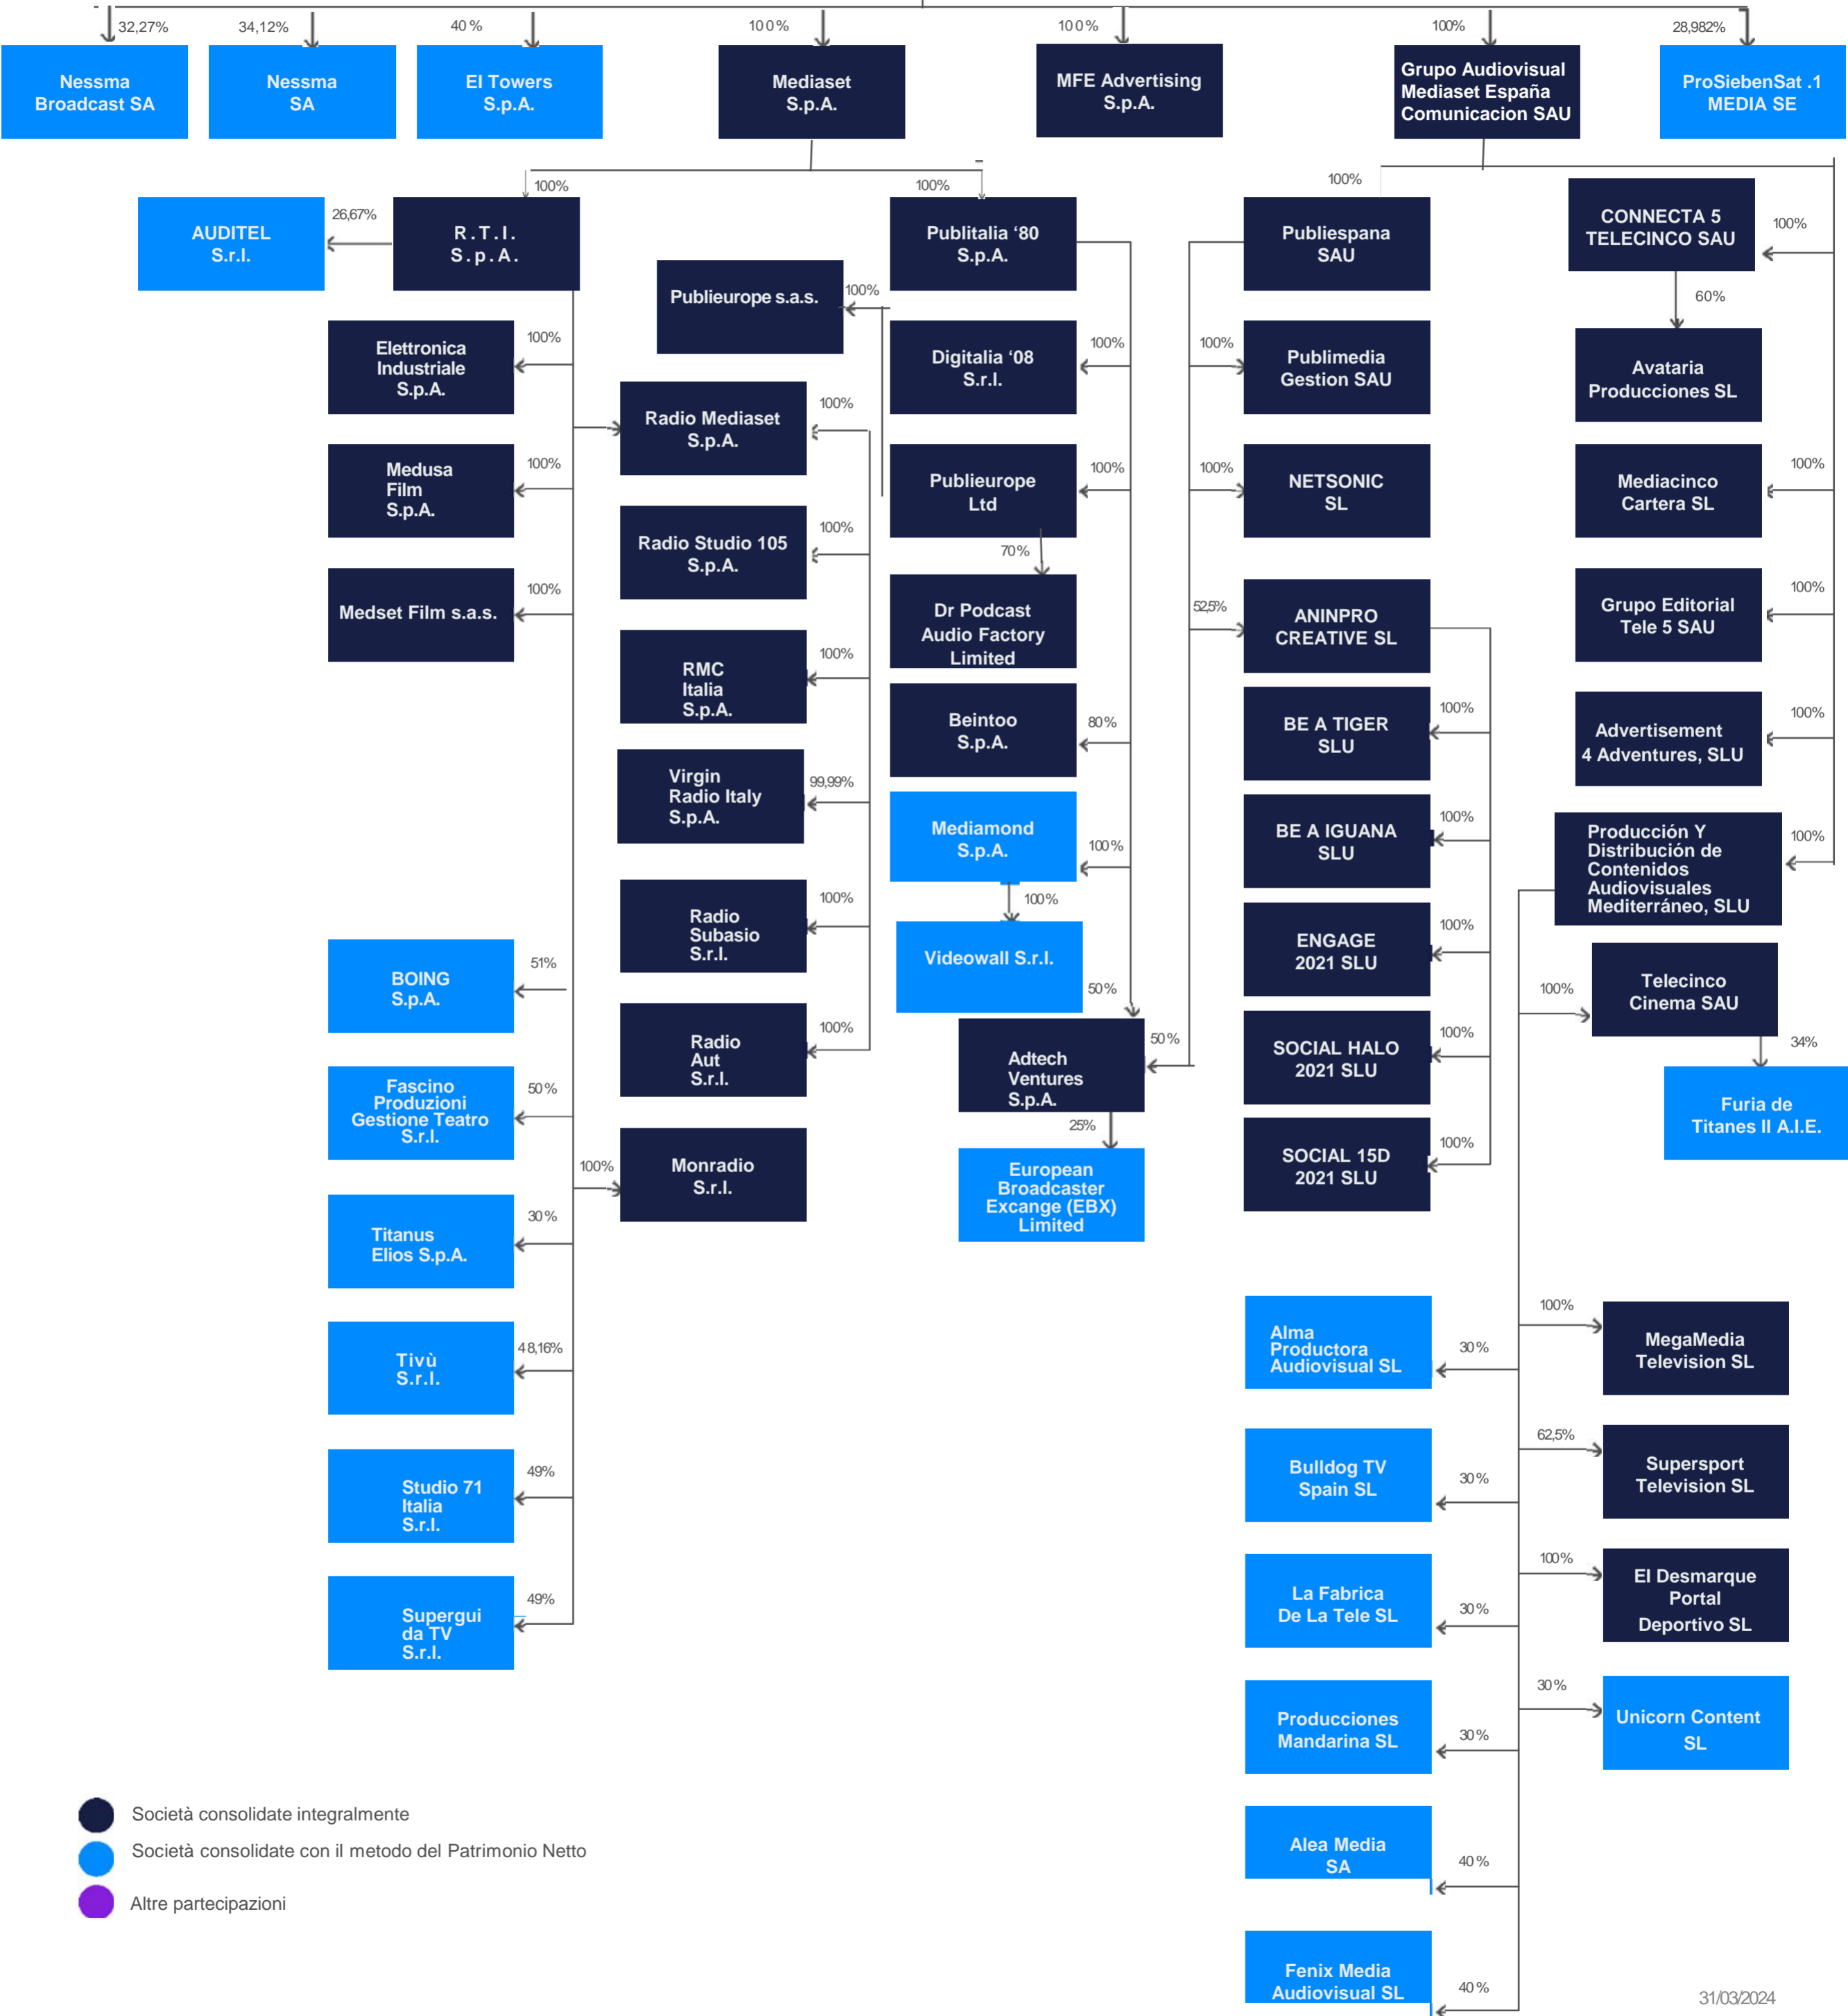 32,27%
34,12%
40 %
10 0 %
10 0 %
100%
28,982%
Nessma
Broadcast SA
Nessma
SA
EI Towers
S.p.A.
Mediaset
S.p.A.
MFE Advertising
S.p.A.
Grupo Audiovisual
Mediaset España
Comunicacion SAU
ProSiebenSat .1
MEDIA SE
100%
100%
100%
AUDITEL
S.r.l.
26,67%
R.T.I.
S.p.A.
Publitalia ‘80
S.p.A.
Publiespana
SAU
CONNECTA 5
TELECINCO SAU
100%
60%
Publieurope s.a.s.
100%
Elettronica
Industriale
S.p.A.
100%
Digitalia ‘08
S.r.l.
100%
100%
Publimedia
Gestion SAU
Avataria
Producciones SL
Radio Mediaset
S.p.A.
100%
Medusa
Film
S.p.A.
100%
Publieurope
Ltd
100%
100%
NETSONIC
SL
Mediacinco
Cartera SL
100%
Radio Studio 105
S.p.A.
100%
70%
Medset Film s.a.s.
100%
Dr Podcast
Audio Factory
Limited
52,5%
ANINPRO
CREATIVE SL
Grupo Editorial
Tele 5 SAU
100%
RMC
Italia
S.p.A.
100%
Beintoo
S.p.A.
80%
BE A TIGER
SLU
100%
Advertisement
4 Adventures, SLU
100%
Virgin
Radio Italy
S.p.A.
99,99%
Mediamond
S.p.A.
100%
100%
BE A IGUANA
SLU
100%
Producción Y
Distribución de
Contenidos
Audiovisuales
Mediterráneo, SLU
100%
Radio
Subasio
S.r.l.
100%
Videowall S.r.l.
50%
ENGAGE
2021 SLU
100%
BOING
S.p.A.
51%
100%
Telecinco
Cinema SAU
34%
Radio
Aut
S.r.l.
100%
Adtech
Ventures
S.p.A.
50%
25%
SOCIAL HALO
2021 SLU
100%
Fascino
Produzioni
Gestione Teatro
S.r.l.
50%
Furia de
Titanes II A.I.E.
100%
Monradio
S.r.l.
European
Broadcaster
Excange (EBX)
Limited
SOCIAL 15D
2021 SLU
100%
Titanus
Elios S.p.A.
30%
Tivù
S.r.l.
48,16%
Alma
Productora
Audiovisual SL
30%
100%
MegaMedia
Television SL
Studio 71
Italia
S.r.l.
49%
Bulldog TV
Spain SL
30%
62,5%
Supersport
Television SL
Supergui
da TV
S.r.l.
49%
La Fabrica
De La Tele SL
30%
100%
El Desmarque
Portal
Deportivo SL
Producciones
Mandarina SL
30%
30%
Unicorn Content
SL
Società consolidate integralmente
Società consolidate con il metodo del Patrimonio Netto
Altre partecipazioni
Alea Media
SA
40%
Fenix Media
Audiovisual SL
40%
31/03/2024